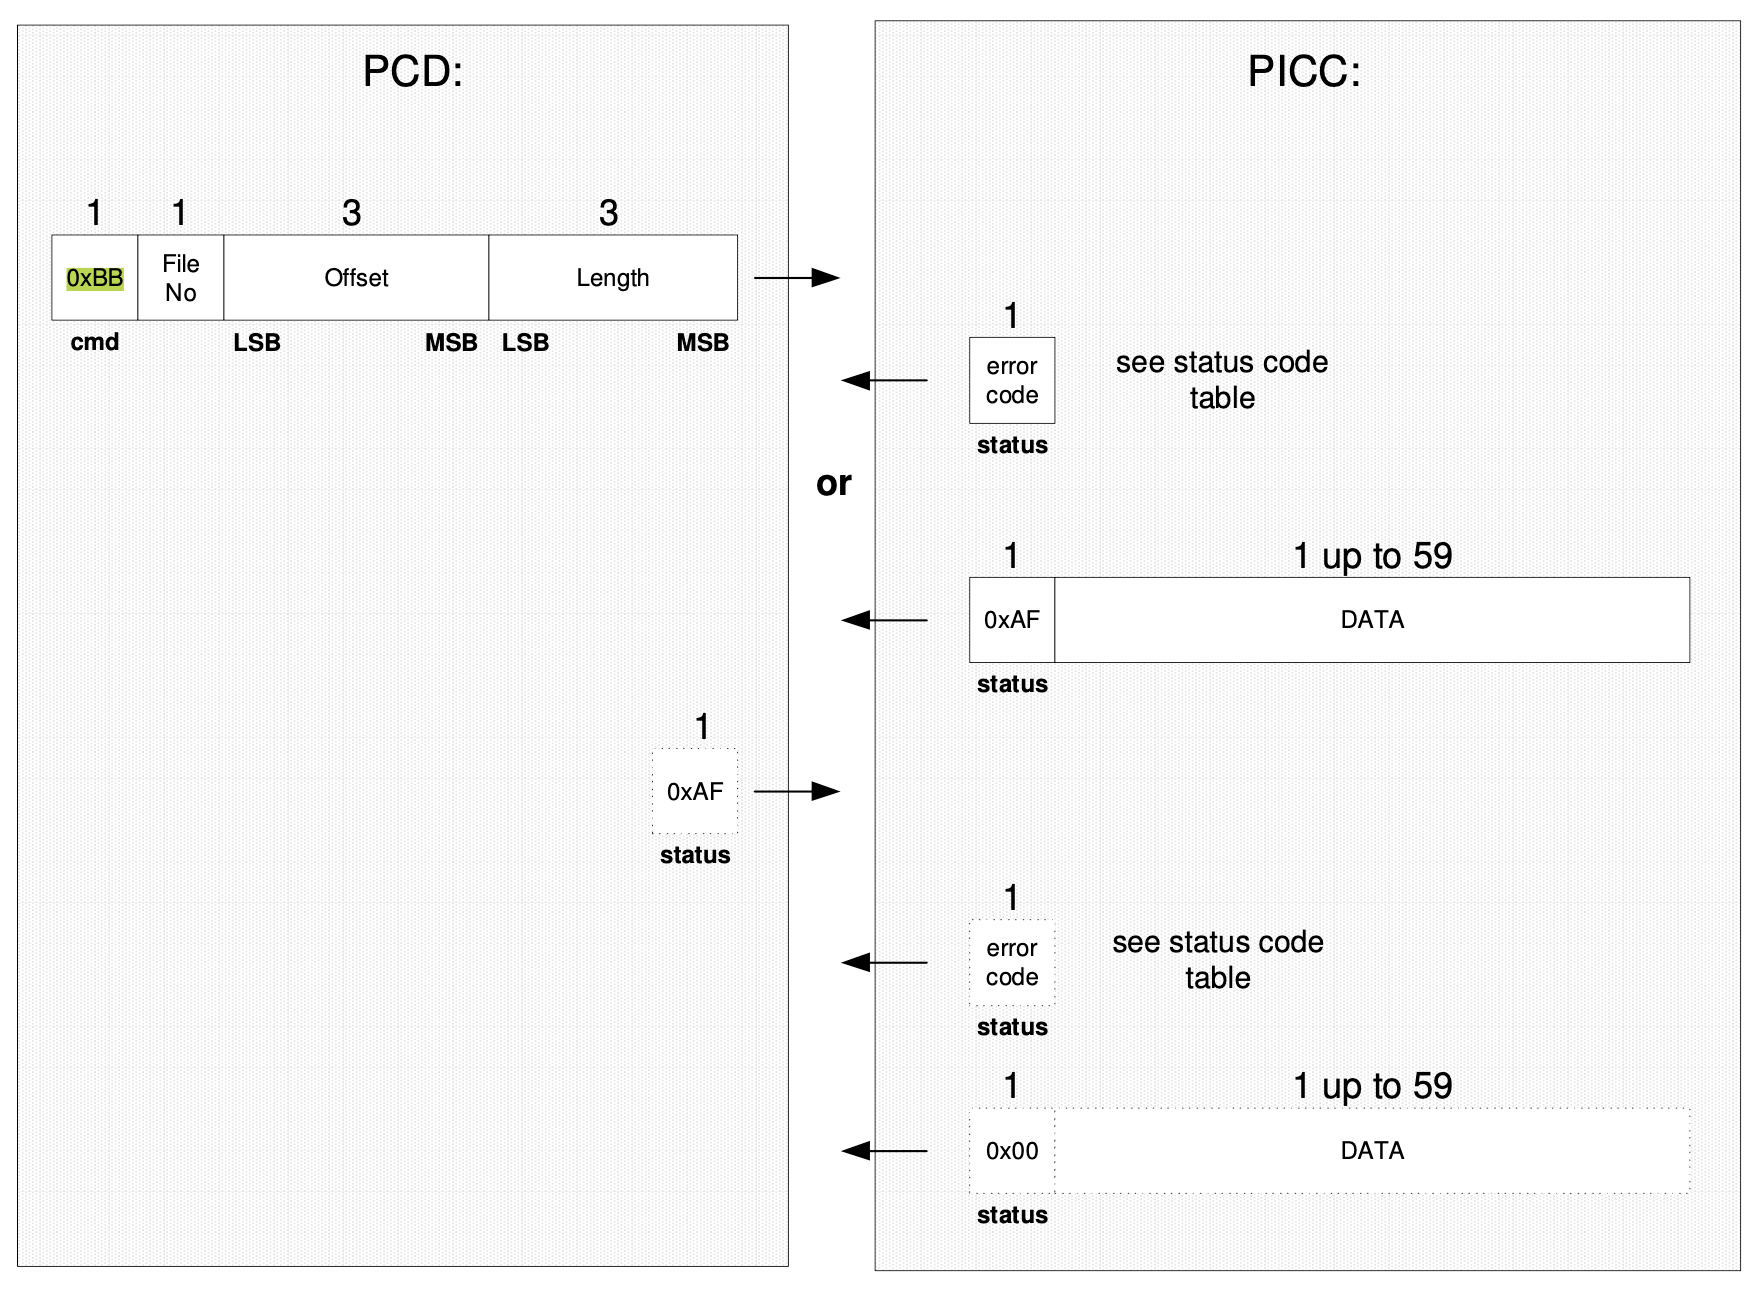 PCD:
PICC:
1 1 3 3
0xBB File No Offset Length
cmd LSB MSB LSB MSB
1
error
code
see status code
table
status
or
1 1 up to 59
0xAF DATA
status
1
0xAF
status
1
error
code
see status code
table
status
1 1 up to 59
0x00 DATA
status